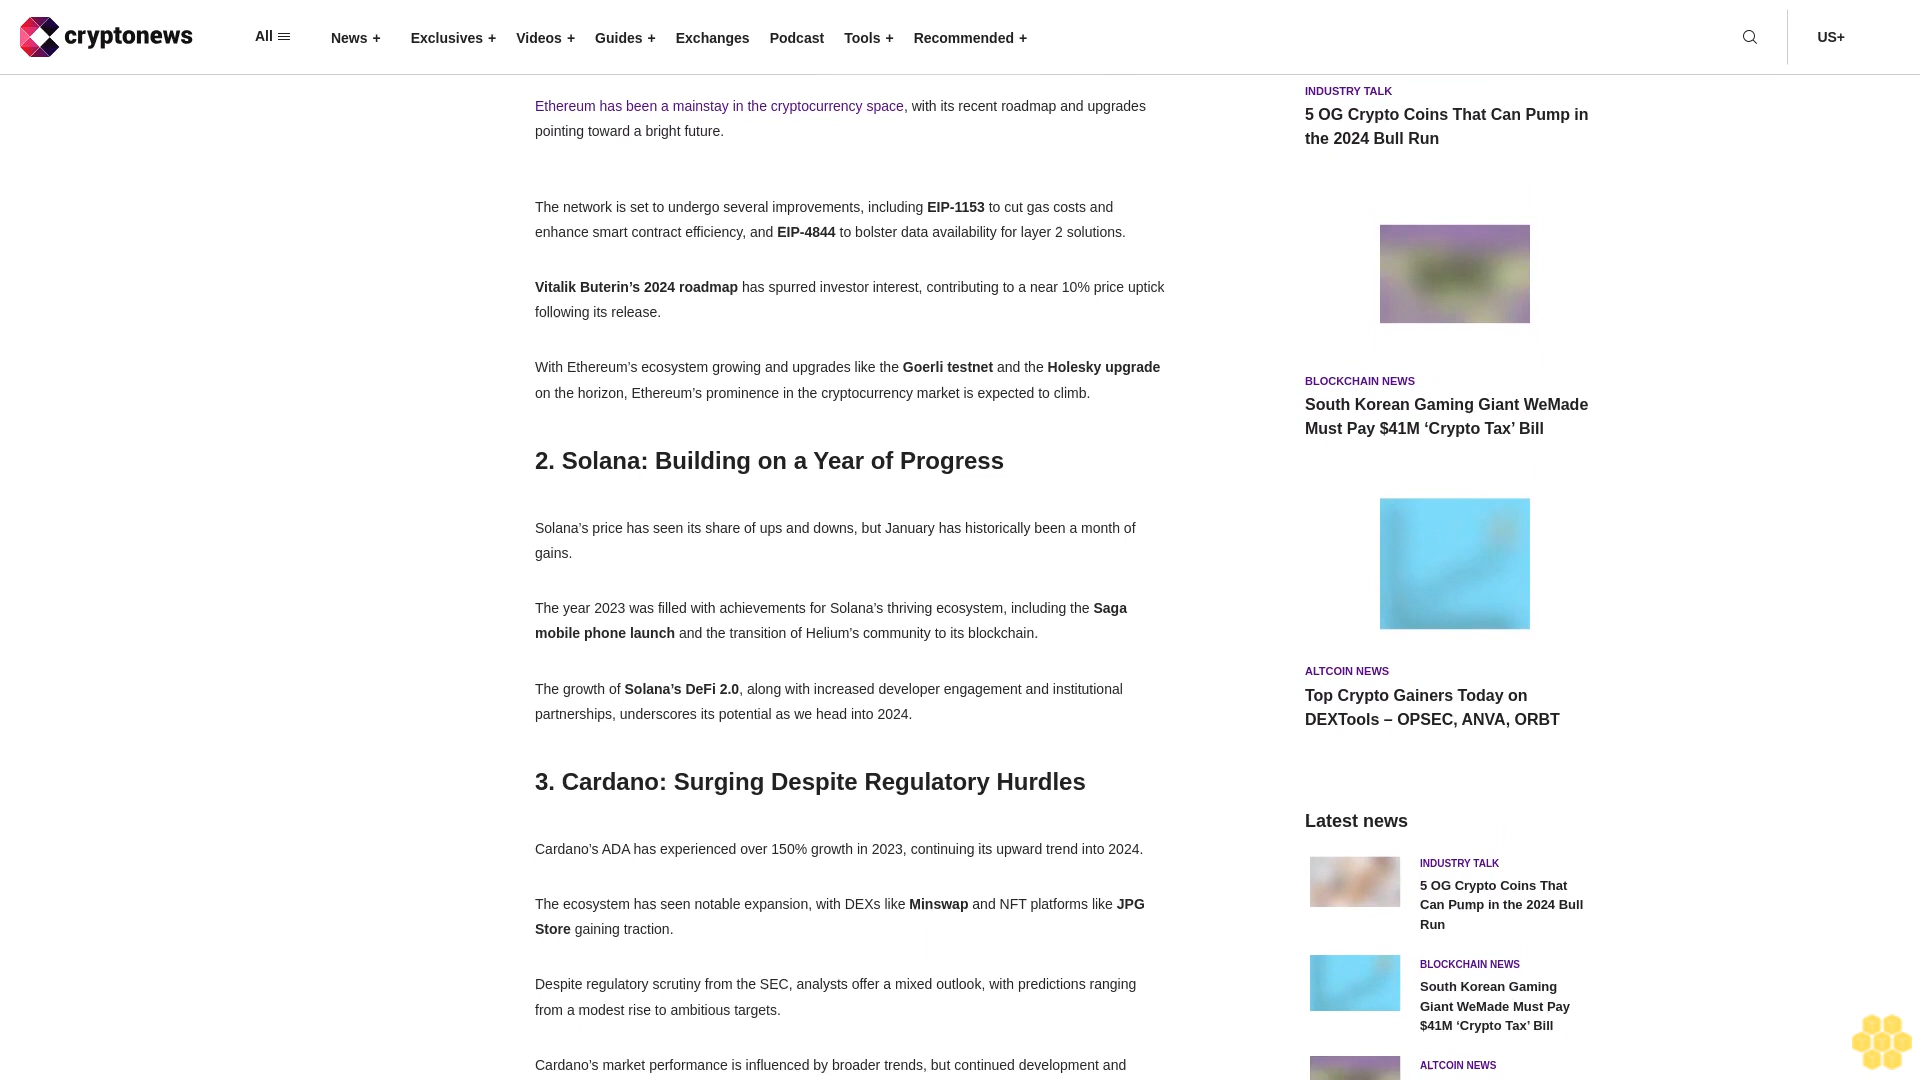 cryptonews
All
News +
Exclusives +
Videos +
Guides +
Exchanges
Podcast
Tools +
Recommended +
US+
Ethereum has been a mainstay in the cryptocurrency space, with its recent roadmap and upgrades
pointing toward a bright future.
The network is set to undergo several improvements, including EIP-1153 to cut gas costs and
enhance smart contract efficiency, and EIP-4844 to bolster data availability for layer 2 solutions.
Vitalik Buterin’s 2024 roadmap has spurred investor interest, contributing to a near 10% price uptick
following its release.
With Ethereum’s ecosystem growing and upgrades like the Goerli testnet and the Holesky upgrade
on the horizon, Ethereum’s prominence in the cryptocurrency market is expected to climb.
2. Solana: Building on a Year of Progress
Solana’s price has seen its share of ups and downs, but January has historically been a month of
gains.
The year 2023 was filled with achievements for Solana’s thriving ecosystem, including the Saga
mobile phone launch and the transition of Helium’s community to its blockchain.
The growth of Solana’s DeFi 2.0, along with increased developer engagement and institutional
partnerships, underscores its potential as we head into 2024.
3. Cardano: Surging Despite Regulatory Hurdles
Cardano’s ADA has experienced over 150% growth in 2023, continuing its upward trend into 2024.
The ecosystem has seen notable expansion, with DEXs like Minswap and NFT platforms like JPG
Store gaining traction.
Despite regulatory scrutiny from the SEC, analysts offer a mixed outlook, with predictions ranging
from a modest rise to ambitious targets.
Cardano’s market performance is influenced by broader trends, but continued development and
INDUSTRY TALK
5 OG Crypto Coins That Can Pump in
the 2024 Bull Run
BLOCKCHAIN NEWS
South Korean Gaming Giant WeMade
Must Pay $41M ‘Crypto Tax’ Bill
ALTCOIN NEWS
Top Crypto Gainers Today on
DEXTools – OPSEC, ANVA, ORBT
Latest news
INDUSTRY TALK
5 OG Crypto Coins That
Can Pump in the 2024 Bull
Run
BLOCKCHAIN NEWS
South Korean Gaming
Giant WeMade Must Pay
$41M ‘Crypto Tax’ Bill
ALTCOIN NEWS